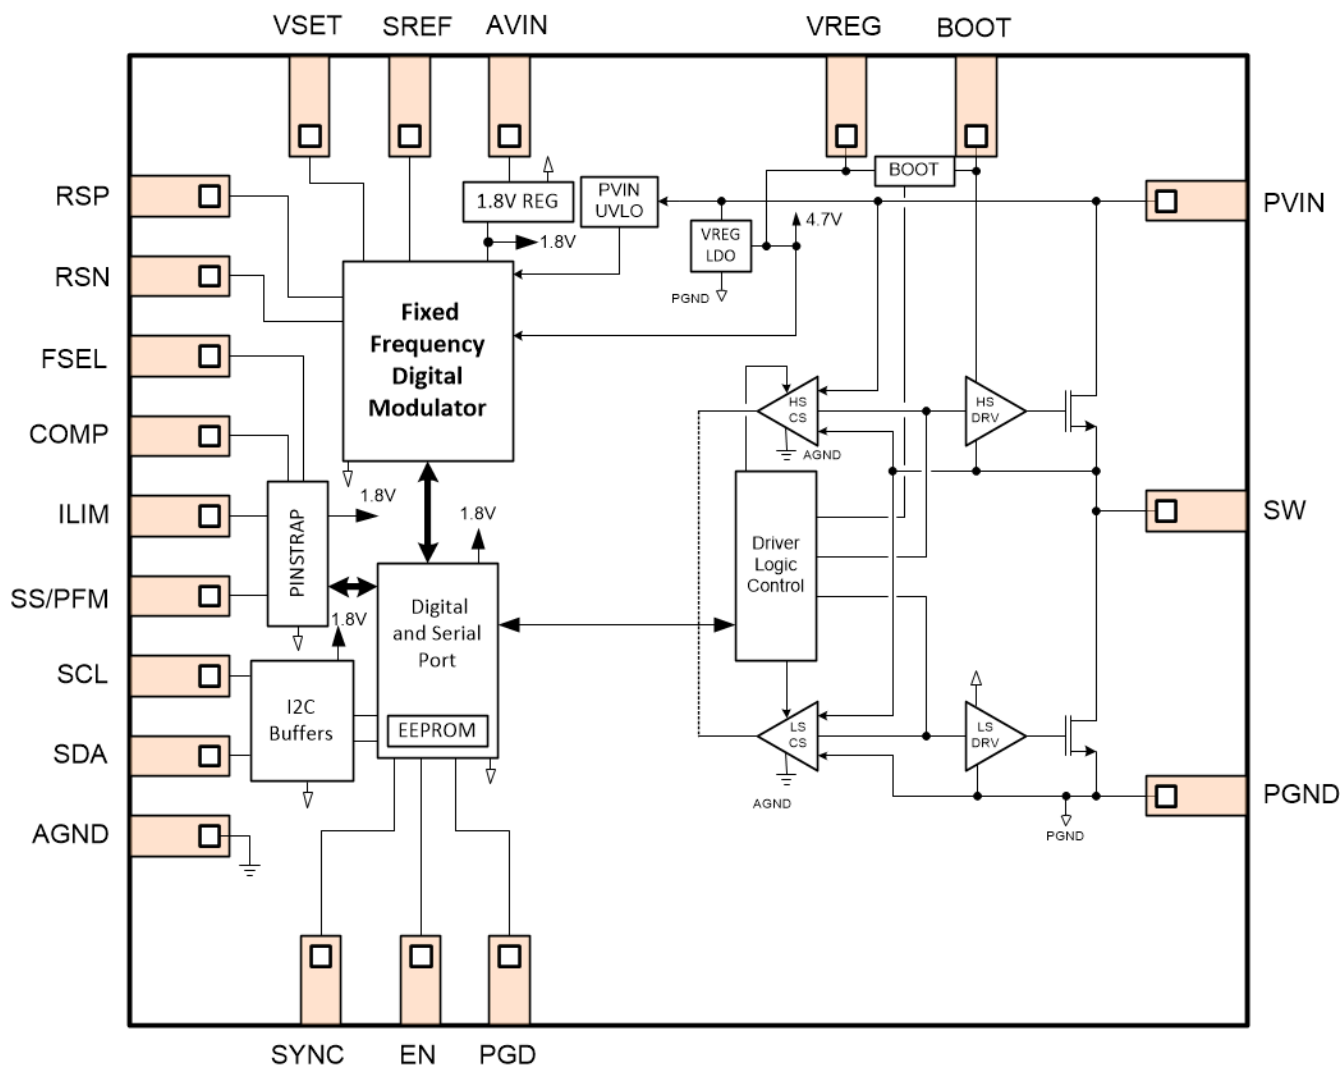 VSET
SREF
AVIN
VREG
BOOT
RSP
RSN
FSEL
COMP
ILIM
SS/PFM
SCL
SDA
AGND
1.8V REG
1.8V
PVIN
UVLO
BOOT
VREG
LDO
4.7V
PGND
PVIN
Fixed
Frequency
Digital
Modulator
HS
CS
AGND
HS
DRV
SW
PINSTRAP
1.8V
1.8V
1.8V
Digital
and Serial
Port
EEPROM
I2C
Buffers
Driver
Logic
Control
LS
CS
AGND
LS
DRV
PGND
PGND
SYNC
EN
PGD